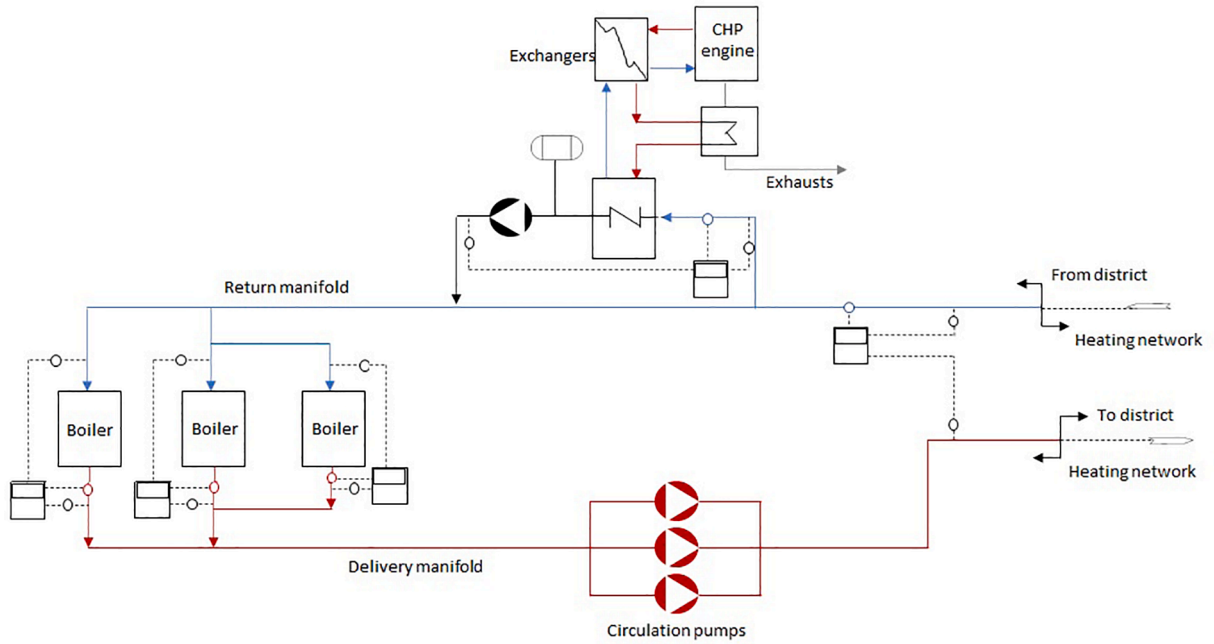 CHP
engine
Exchangers
Exhausts
Return manifold
From district
Heating network
Boiler
Boiler
Boiler
To district
Heating network
Delivery manifold
Circulation pumps